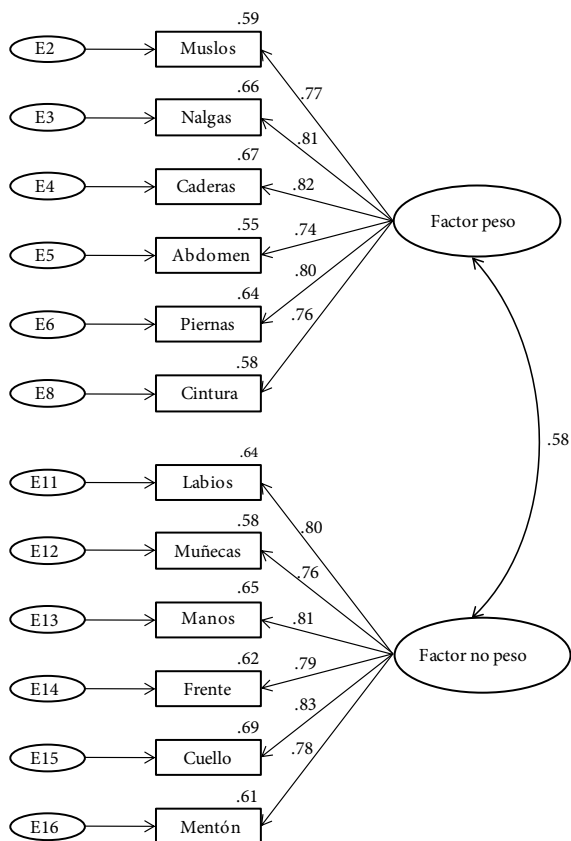 .59
E2 Muslos
.77
.66
E3 Nalgas
.81
.67
E4 Caderas
.82
Factor peso
.55
E5 Abdomen
.74
.64
E6 Piernas
.80
.58
E8 Cintura
.76
.58
.64
E11 Labios
.80
.58
E12 Muñecas
.76
.65
E13 Manos
.81
Factor no peso
.62
E14 Frente
.79
.69
E15 Cuello
.83
.61
E16 Mentón
.78